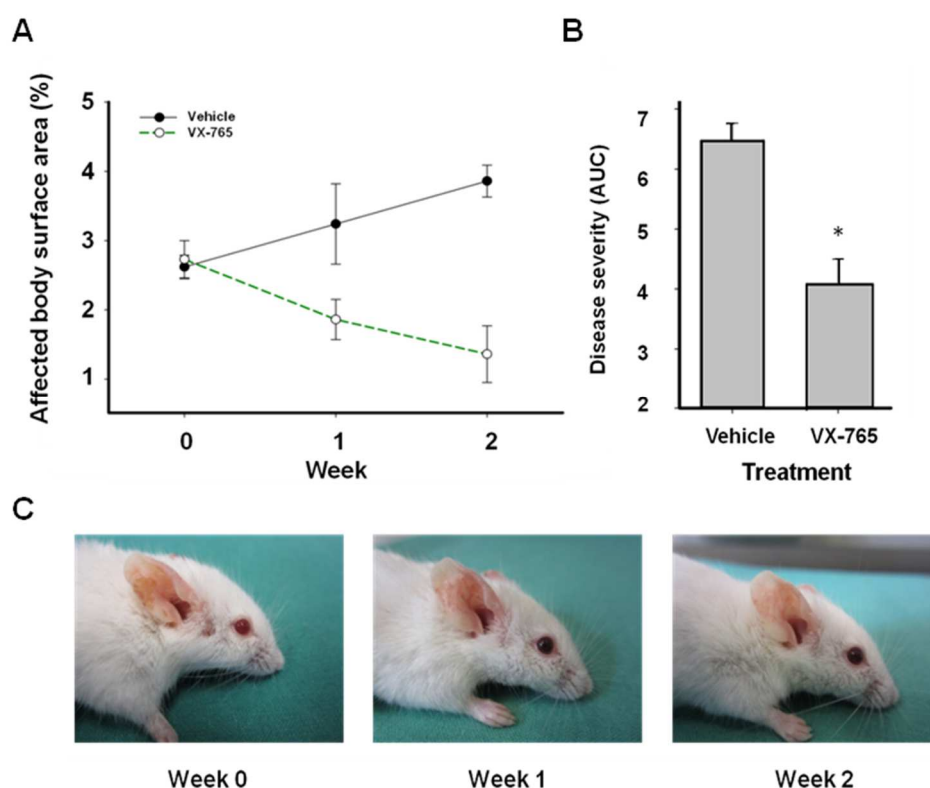 A
Affected body surface area (%)
5
4
3
2
1
Vehicle
VX-765
0 1 2
Week
B
Disease severity (AUC)
7
6
5
4
3
2
*
Vehicle VX-765
Treatment
C
Week 0 Week 1 Week 2